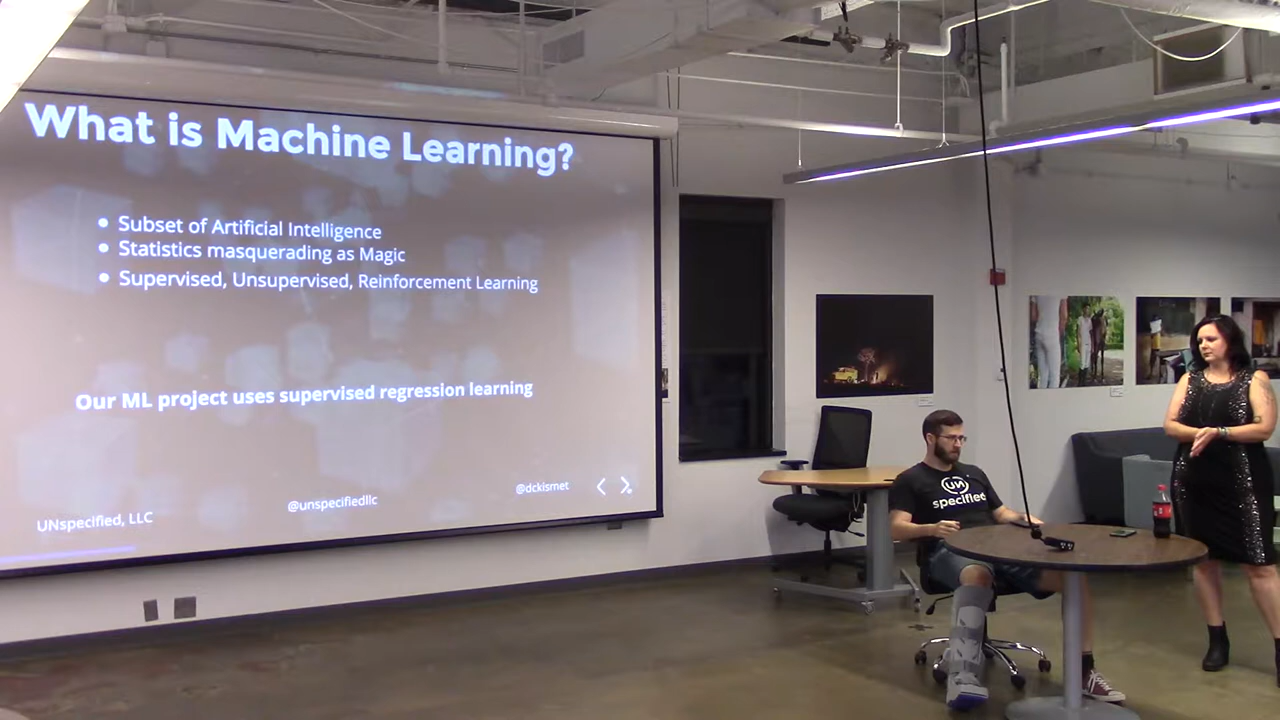 What is Machine Learning?
• Subset of Artificial Intelligence
• Statistics masquerading as Magic
• Supervised, Unsupervised, Reinforcement Learning
Our ML project uses supervised regression learning
UNspecified, LLC
@unspecifiedllc
@dckismet
UN
specified